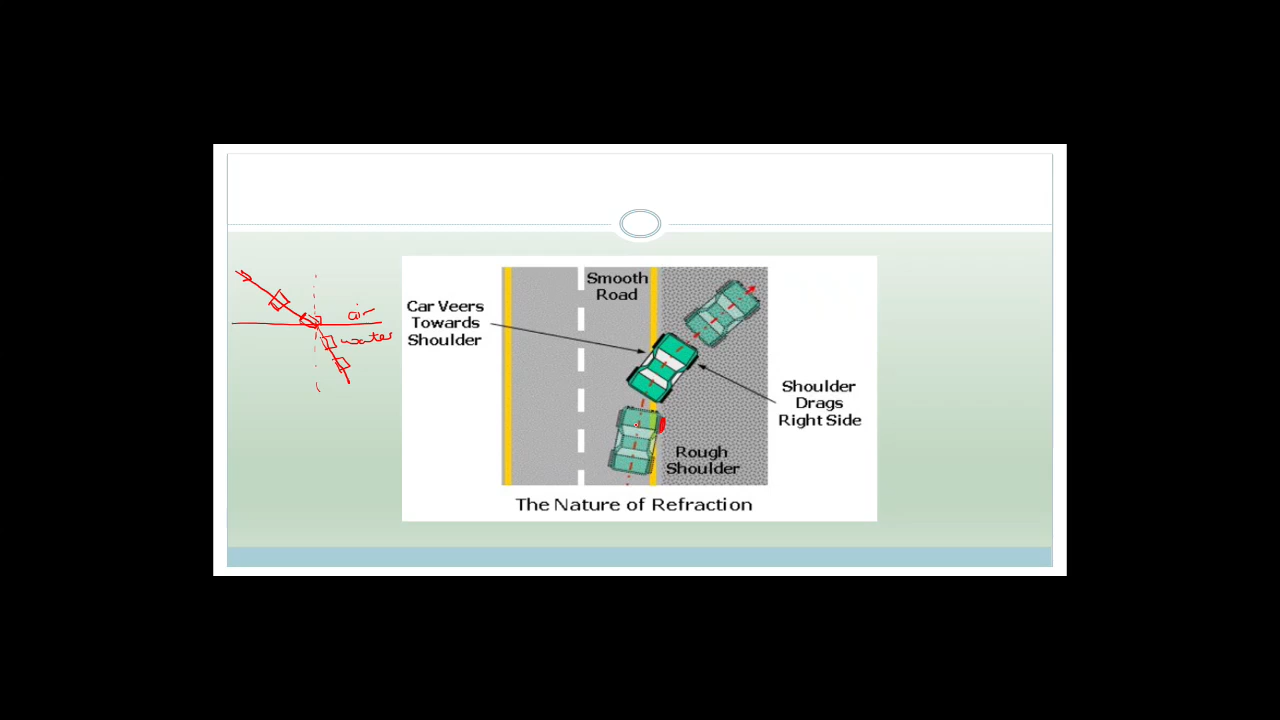 Smooth
Road
Car Veers
Towards
Shoulder
air
water
Shoulder
Drags
Right Side
Rough
Shoulder
The Nature of Refraction